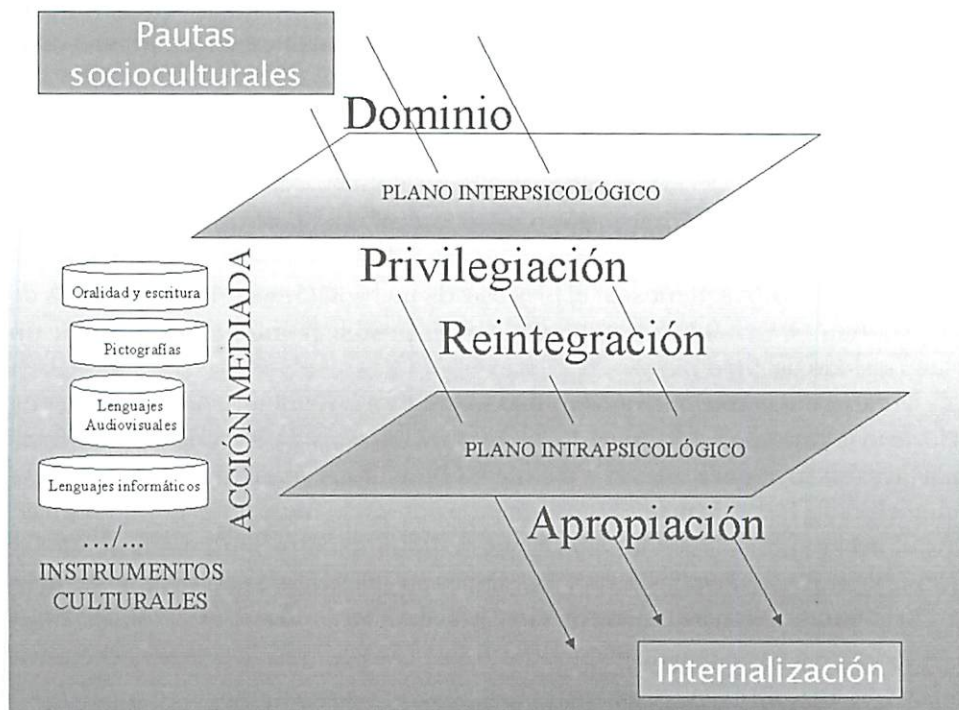 Pautas
socioculturales
Dominio
PLANO INTERPSICOLÓGICO
Privilegiación
Reintegración
PLANO INTRAPSICOLÓGICO
Apropiación
Internalización
ACCIÓN MEDIADA
Oralidad y escritura
Pictografías
Lenguajes
Audiovisuales
Lenguajes informáticos
.../...
INSTRUMENTOS
CULTURALES